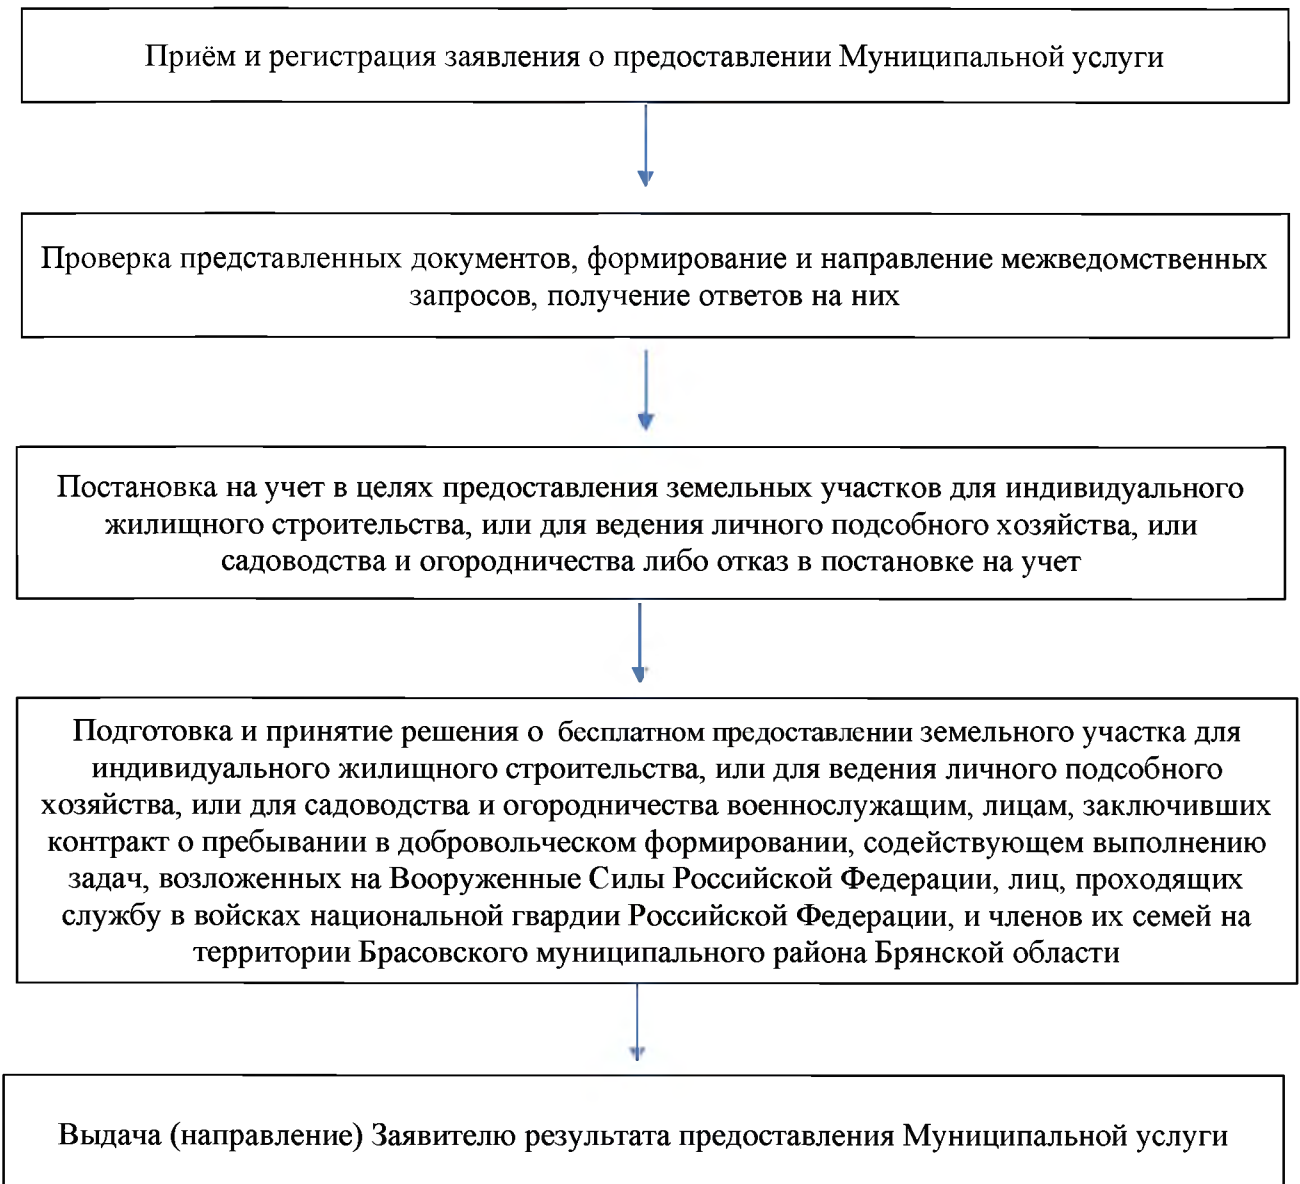 Приём и регистрация заявления о предоставлении Муниципальной услуги
Проверка представленных документов, формирование и направление межведомственных
запросов, получение ответов на них
Постановка на учет в целях предоставления земельных участков для индивидуального
жилищного строительства, или для ведения личного подсобного хозяйства, или
садоводства и огородничества либо отказ в постановке на учет
Подготовка и принятие решения о бесплатном предоставлении земельного участка для
индивидуального жилищного строительства, или для ведения личного подсобного
хозяйства, или для садоводства и огородничества военнослужащим, лицам, заключивших
контракт о пребывании в добровольческом формировании, содействующем выполнению
задач, возложенных на Вооруженные Силы Российской Федерации, лиц, проходящих
службу в войсках национальной гвардии Российской Федерации, и членов их семей на
территории Брасовского муниципального района Брянской области
Выдача (направление) Заявителю результата предоставления Муниципальной услуги